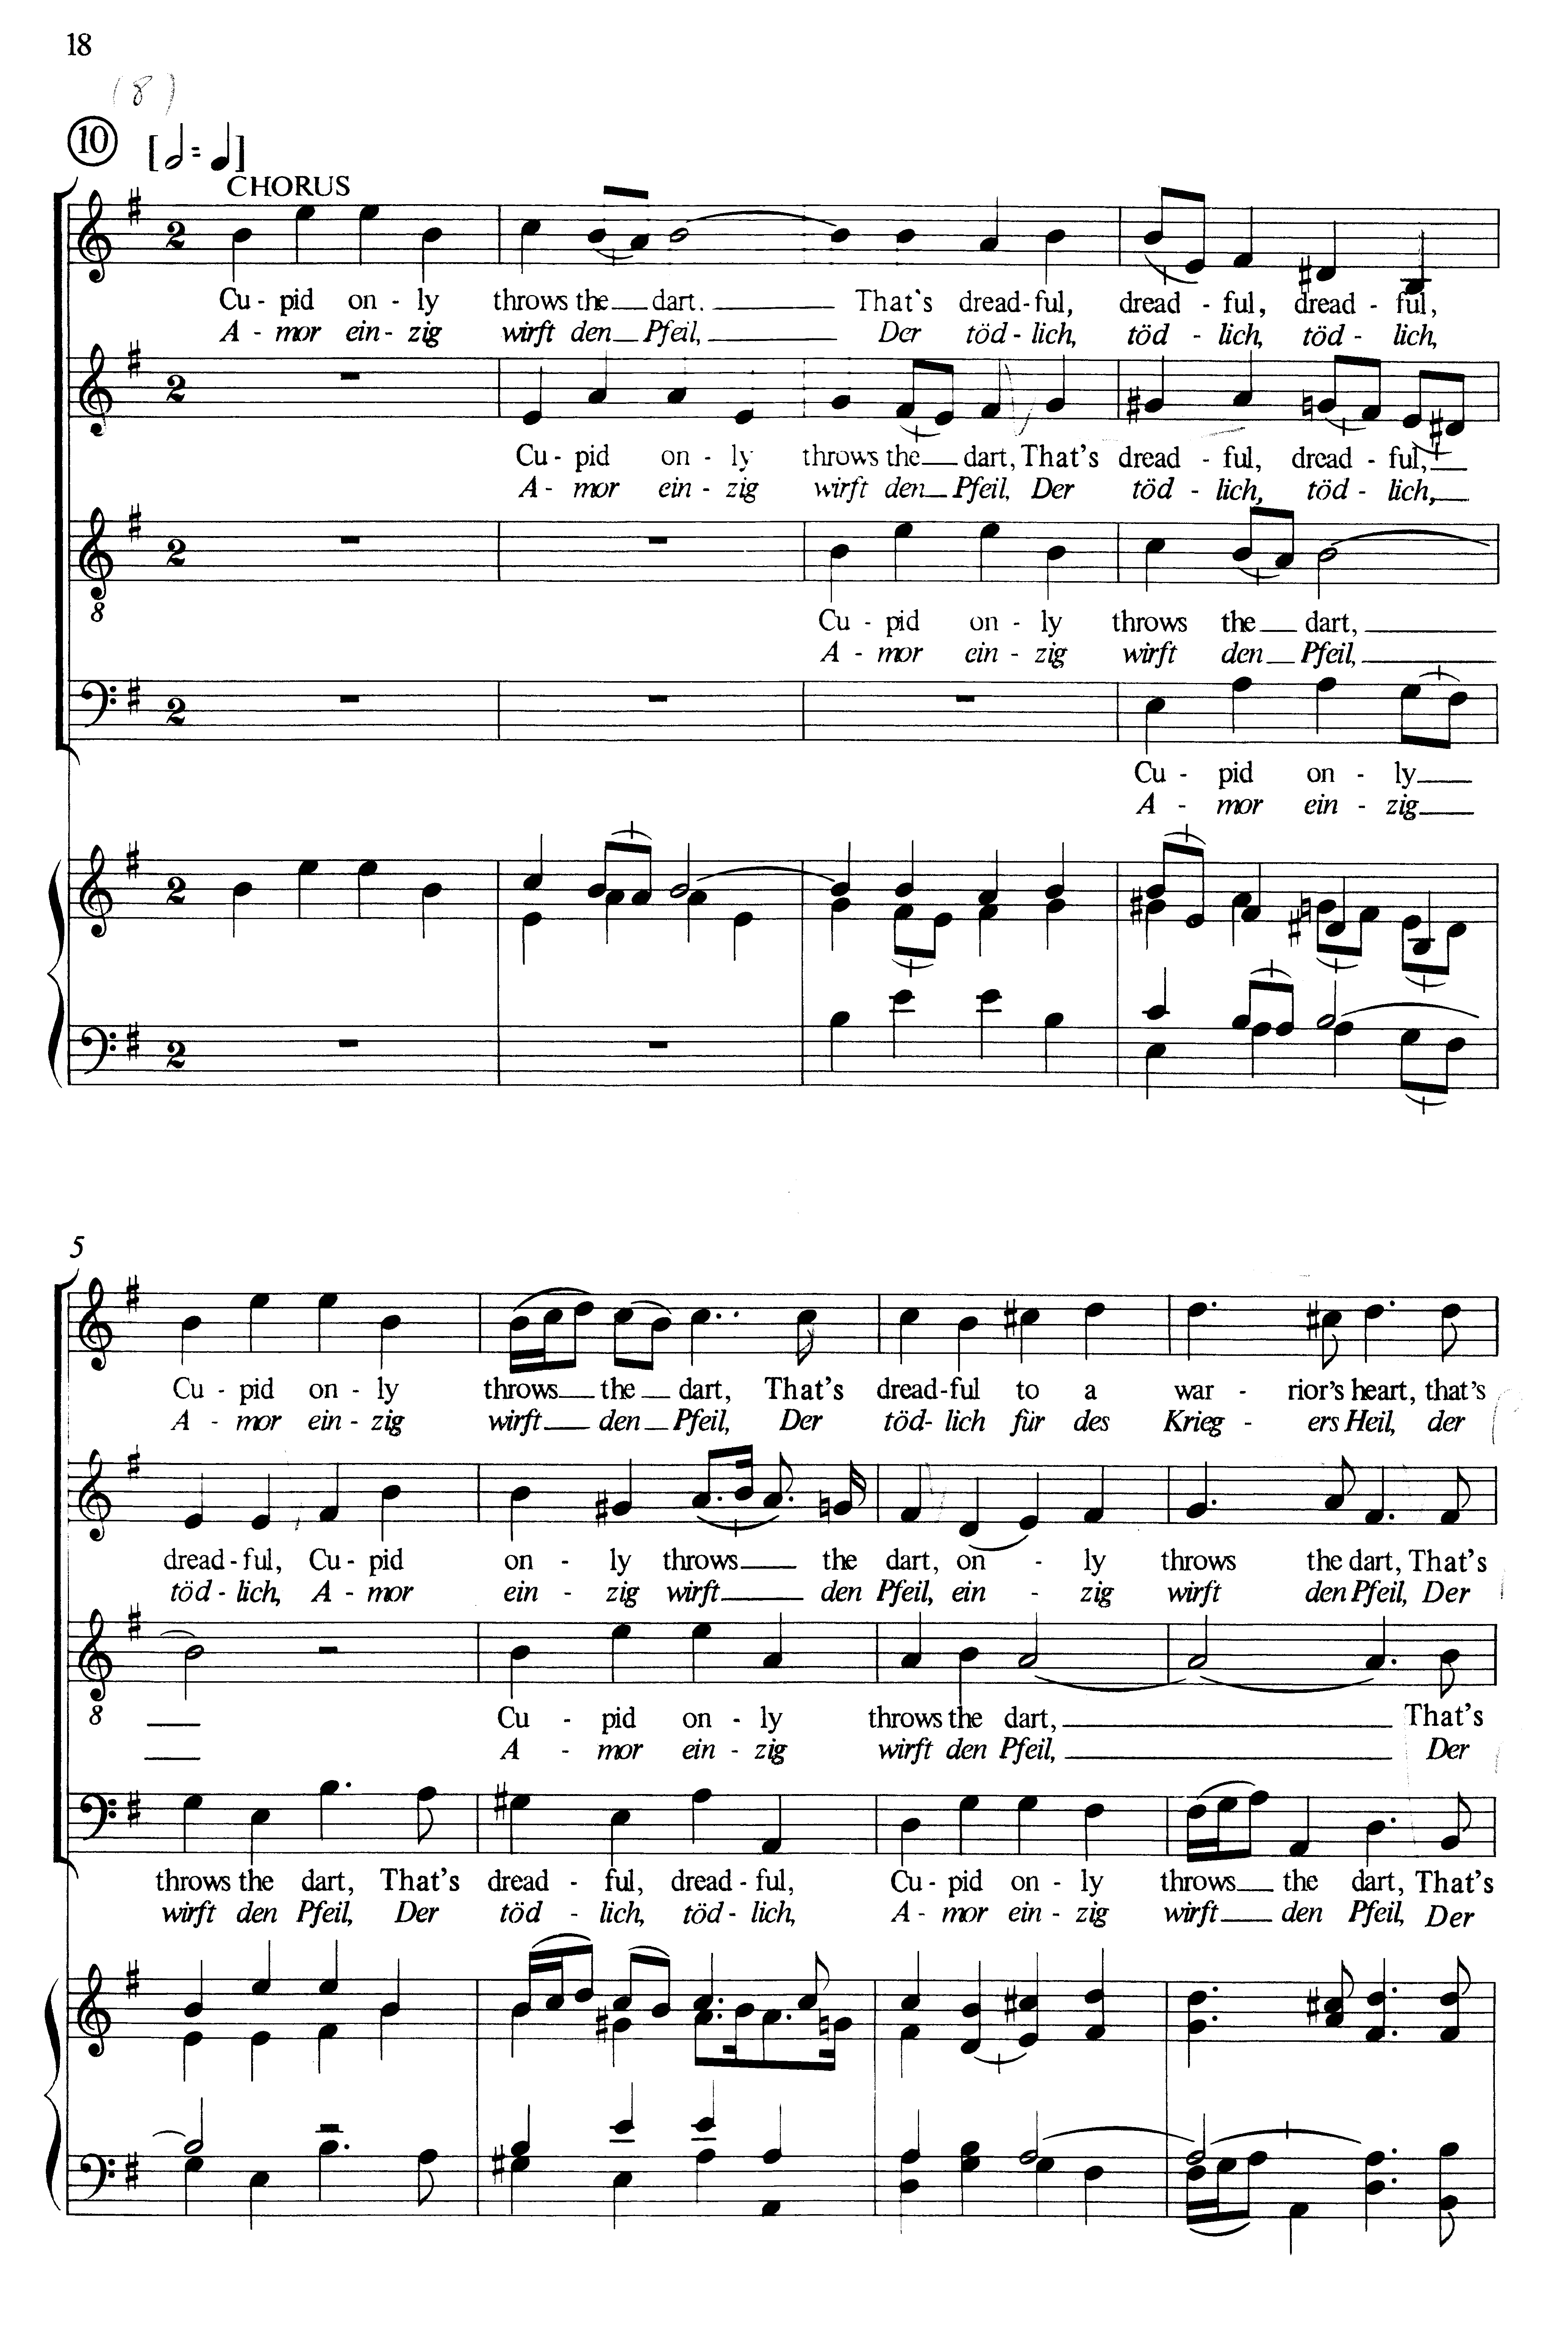 18
(8)
10
CHORUS
2
Cu - pid on - ly throws the dart. That's dread - ful, dread - ful, dread - ful,
A - mor ein - zig wirft den Pfeil, Der töd - lich, töd - lich, töd - lich,
2
Cu - pid on - ly throws the dart, That's dread - ful, dread - ful,
A - mor ein - zig wirft den Pfeil, Der töd - lich, töd - lich,
2
8
Cu - pid on - ly throws the dart,
A - mor ein - zig wirft den Pfeil,
2
Cu - pid on - ly
A - mor ein - zig
2
2
5
Cu - pid on - ly throws the dart, That's dread - ful to a war - rior's heart, that's
A - mor ein - zig wirft den Pfeil, Der töd - lich für des Krieg - ers Heil, der
dread - ful, Cu - pid on - ly throws the dart, on - ly throws the dart, That's
töd - lich, A - mor ein - zig wirft den Pfeil, ein - zig wirft den Pfeil, Der
8
Cu - pid on - ly throws the dart, That's
A - mor ein - zig wirft den Pfeil, Der
throws the dart, That's dread - ful, dread - ful, Cu - pid on - ly throws the dart, That's
wirft den Pfeil, Der töd - lich, töd - lich, A - mor ein - zig wirft den Pfeil, Der